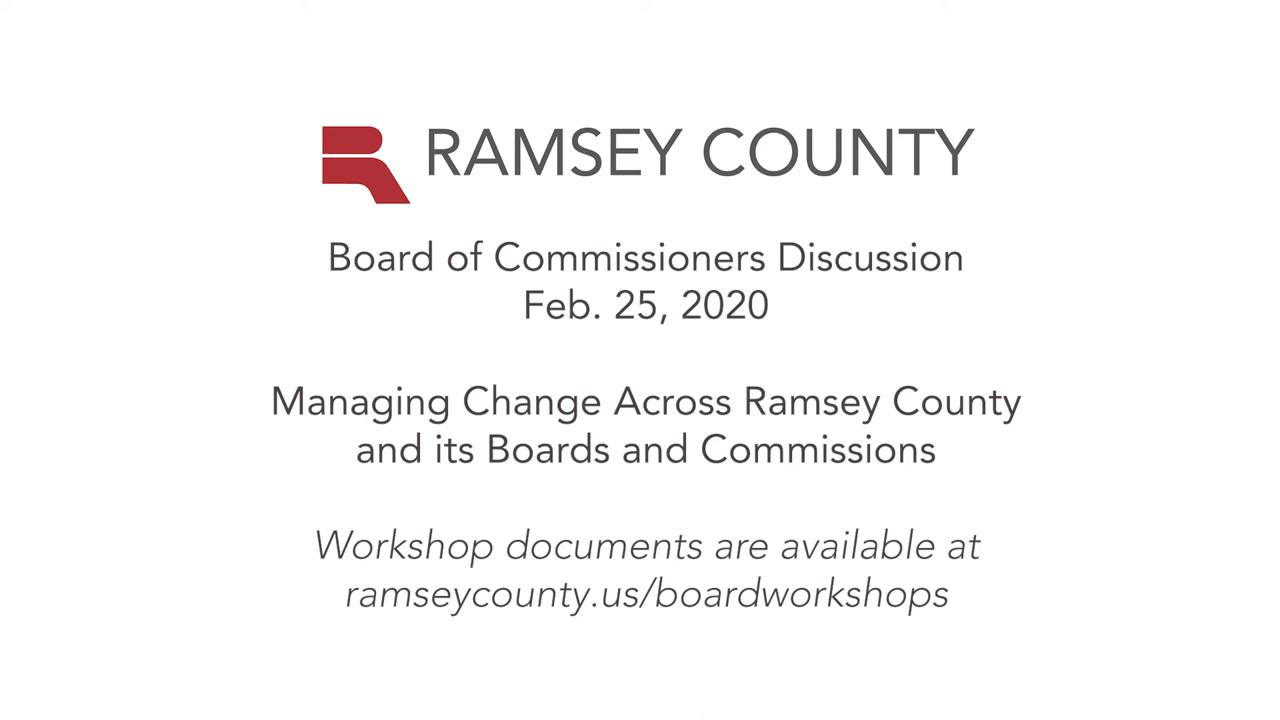 RAMSEY COUNTY
Board of Commissioners Discussion
Feb. 25, 2020
Managing Change Across Ramsey County
and its Boards and Commissions
Workshop documents are available at
ramseycounty.us/boardworkshops